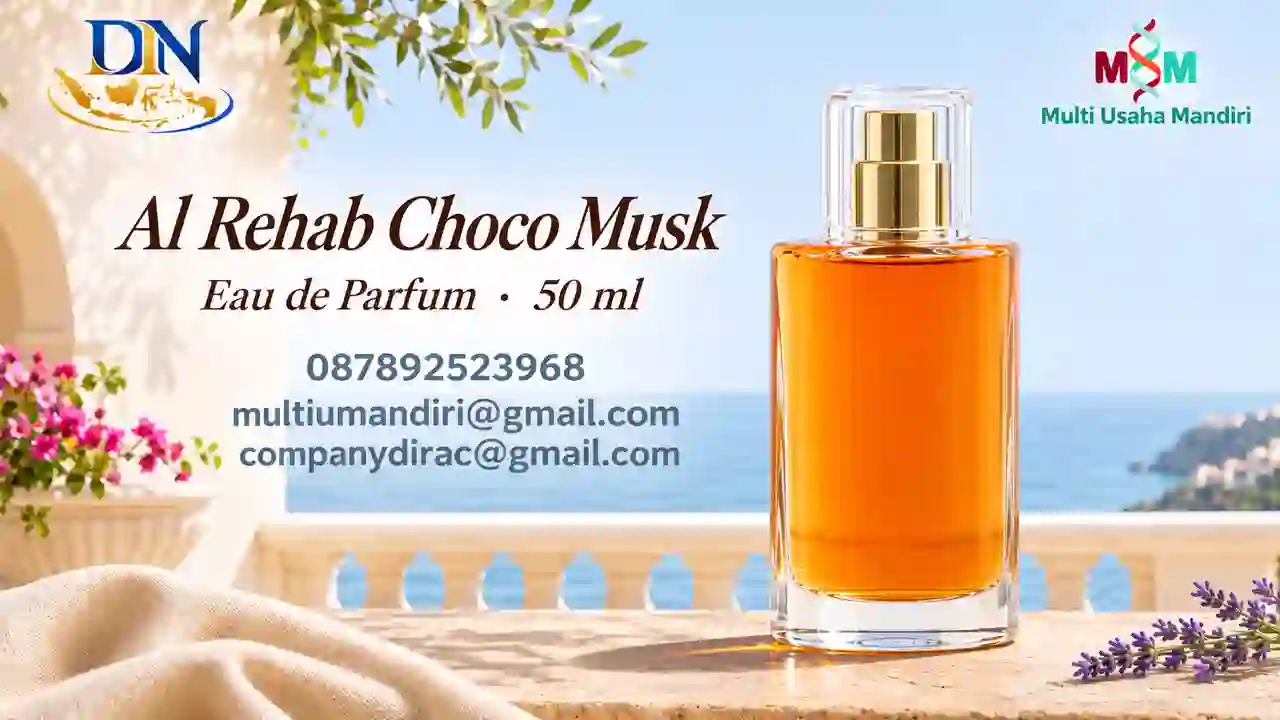 DN
M M
Multi Usaha Mandiri
Al Rehab Choco Musk
Eau de Parfum · 50 ml
087892523968
multiumandiri@gmail.com
companydirac@gmail.com